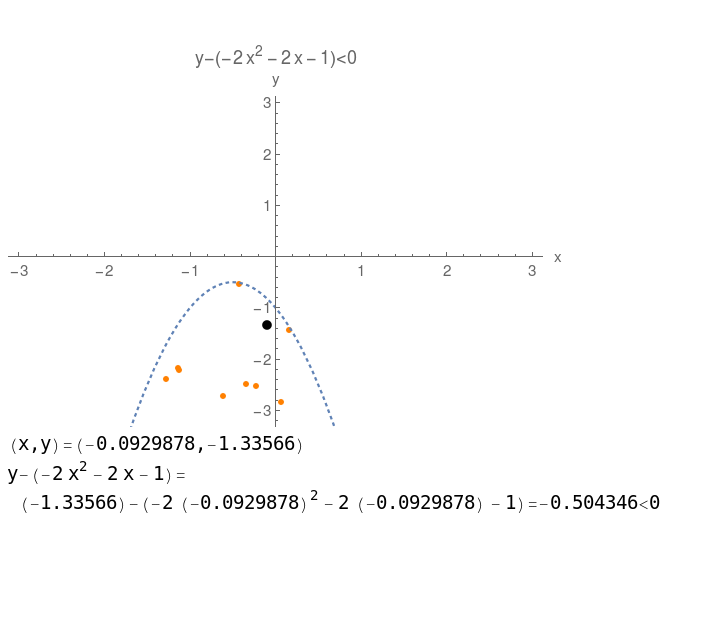 y−(−2 x² − 2 x − 1)<0
y
3
2
1
−3 −2 −1 1 2 3 x
−1
−2
−3
(x,y)=(−0.0929878,−1.33566)
y−(−2 x² − 2 x − 1)=
(−1.33566)−(−2 (−0.0929878)² − 2 (−0.0929878) − 1)=−0.504346<0